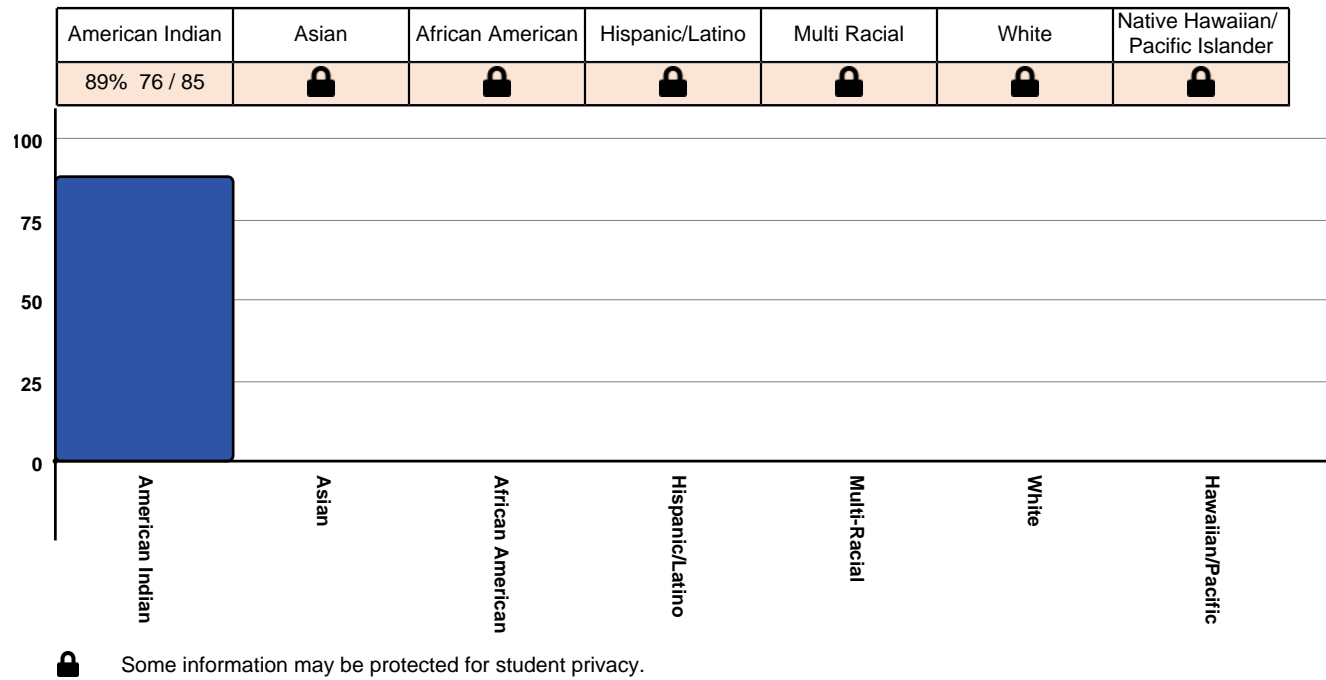 American Indian Asian African American Hispanic/Latino Multi Racial White Native Hawaiian/
Pacific Islander
89% 76 / 85
100
75
50
25
0
American Indian
Asian
African American
Hispanic/Latino
Multi-Racial
White
Hawaiian/Pacific
Some information may be protected for student privacy.